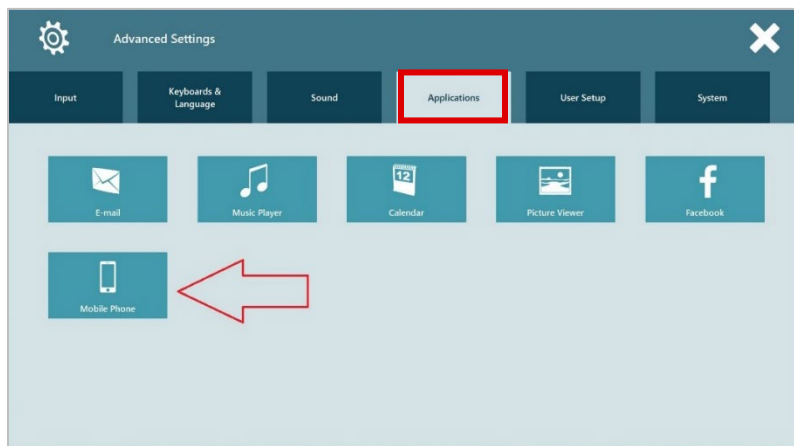 Advanced Settings
Input
Keyboards &
Language
Sound
Applications
User Setup
System
E-mail
Music Player
12
Calendar
Picture Viewer
f
Facebook
Mobile Phone